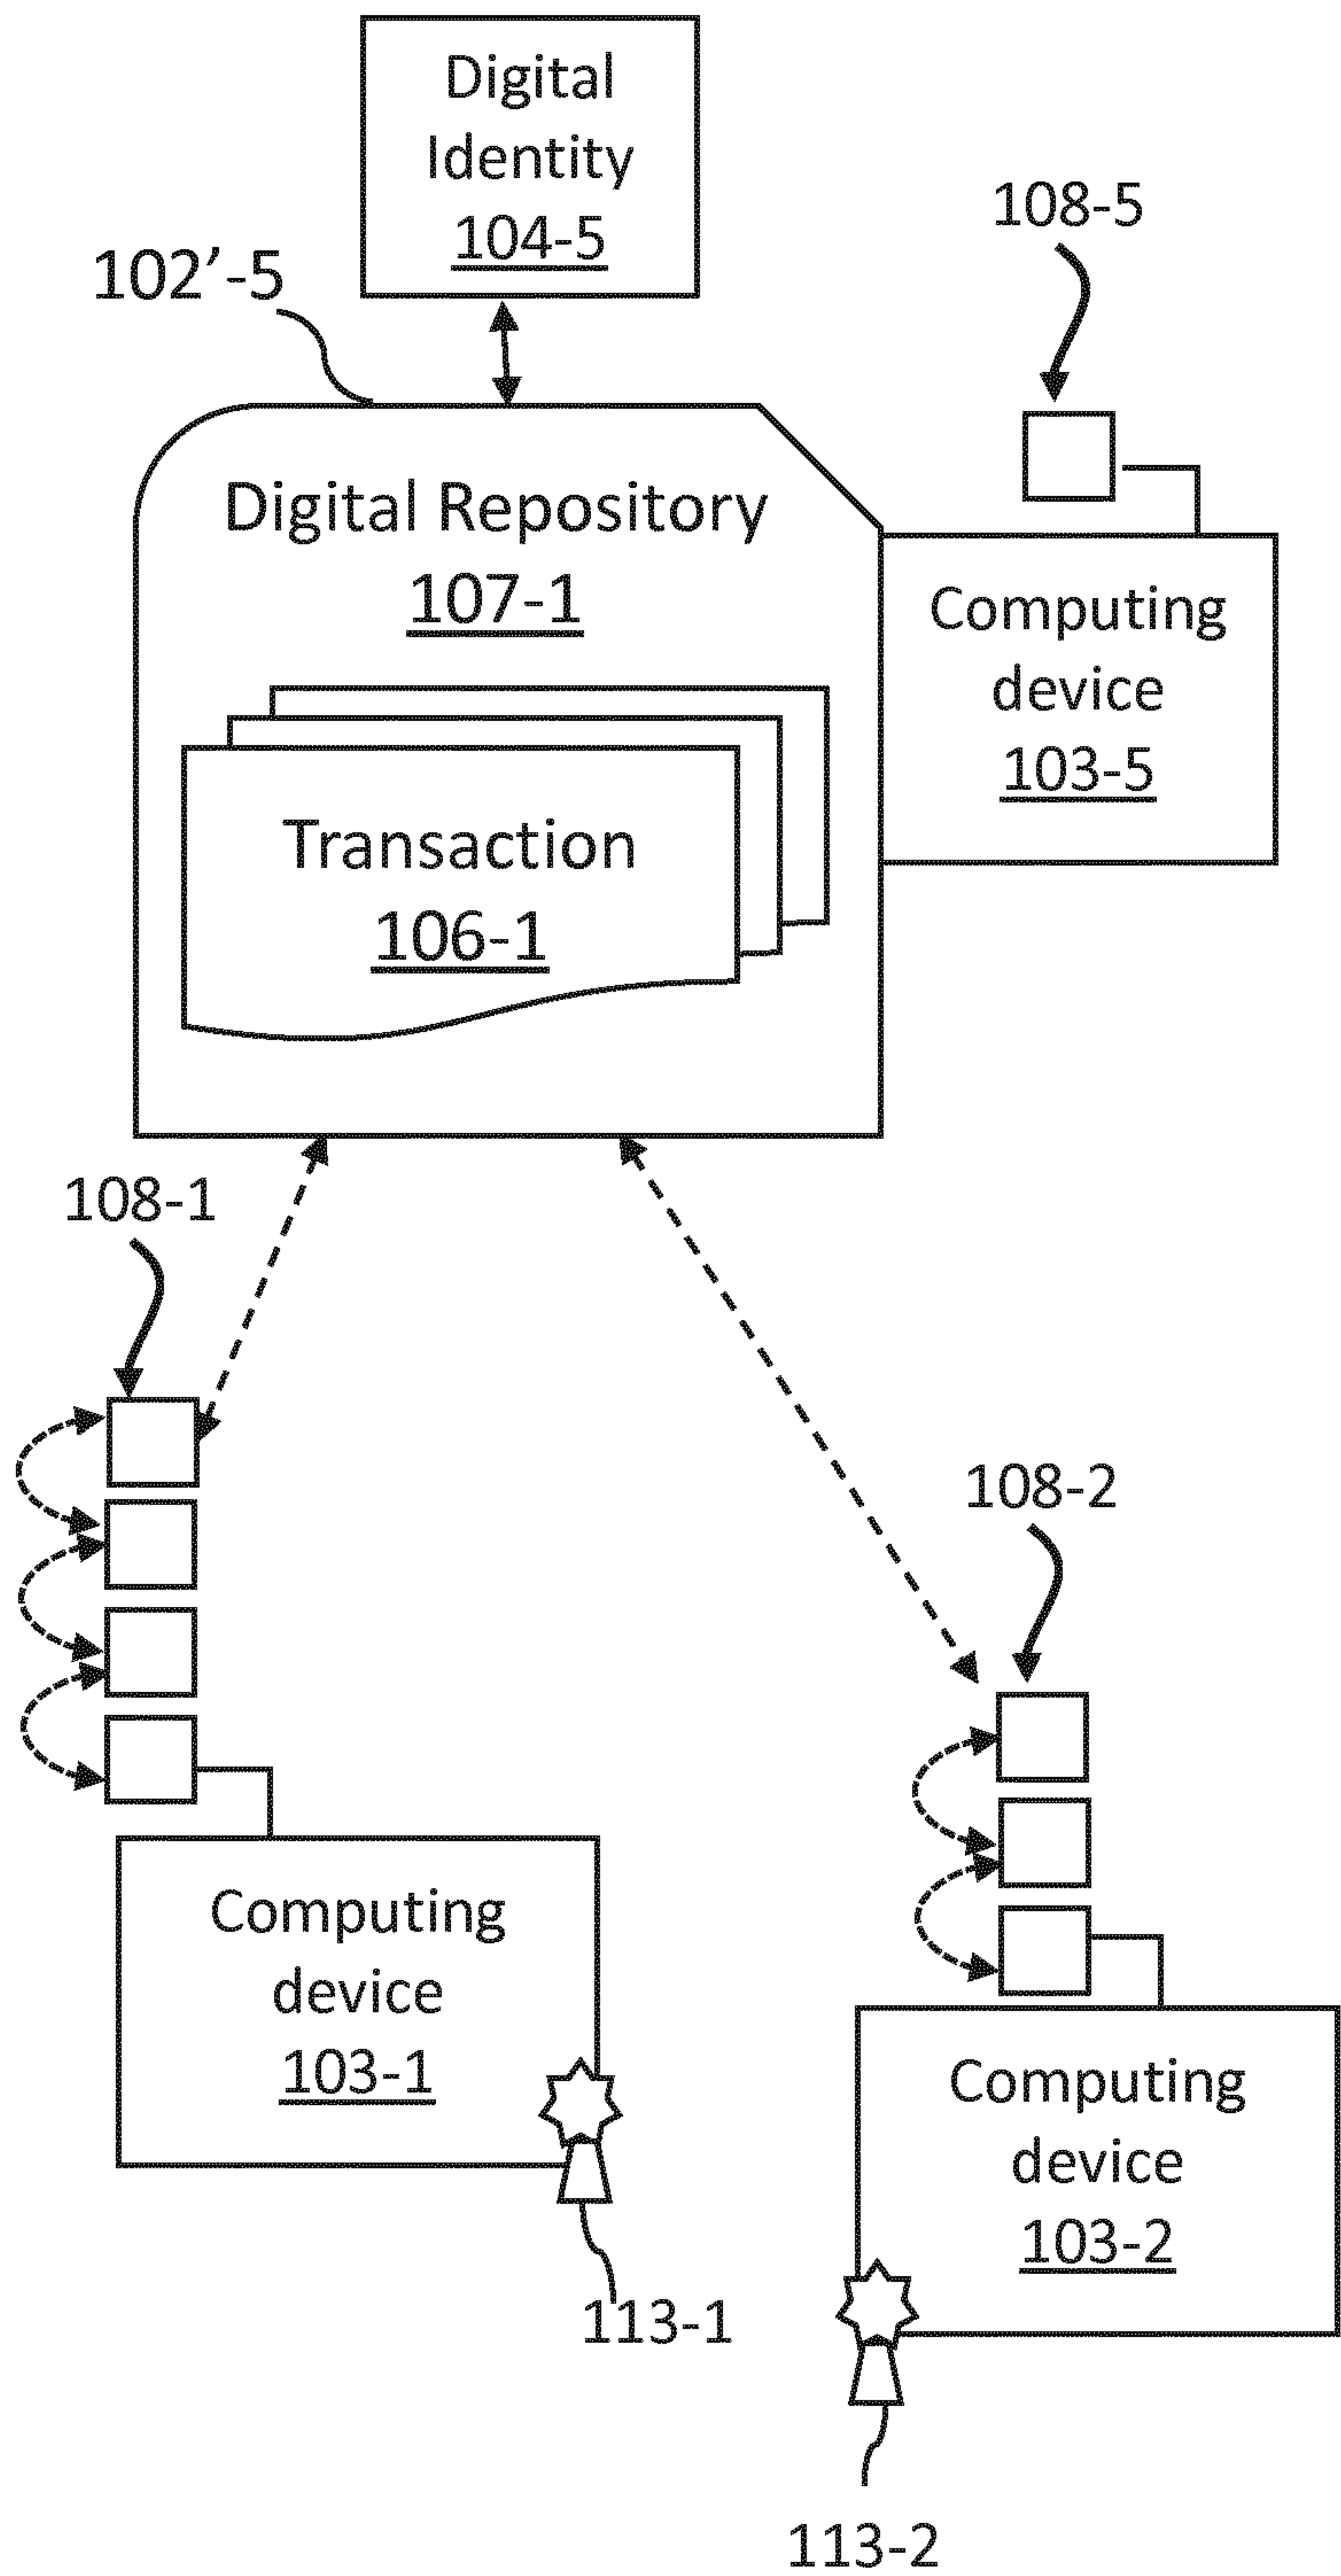 Digital
Identity
104-5
108-5
102’-5
Digital Repository
107-1
Computing
device
103-5
Transaction
106-1
108-1
108-2
Computing
device
103-1
Computing
device
103-2
113-1
113-2